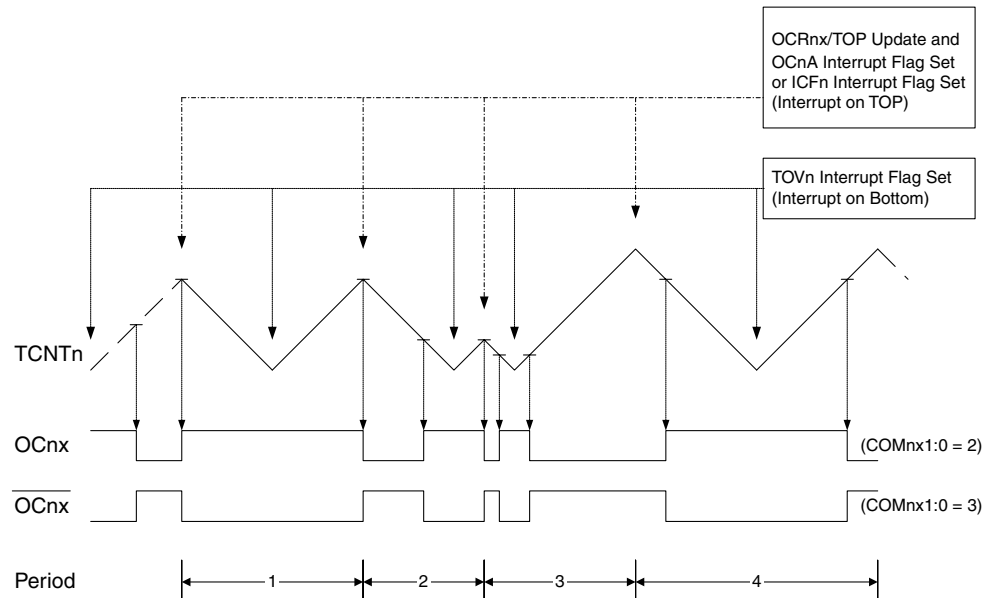 OCRnx/TOP Update and
OCnA Interrupt Flag Set
or ICFn Interrupt Flag Set
(Interrupt on TOP)
TOVn Interrupt Flag Set
(Interrupt on Bottom)
TCNTn
OCnx
(COMnx1:0 = 2)
OCnx
(COMnx1:0 = 3)
Period
1
2
3
4